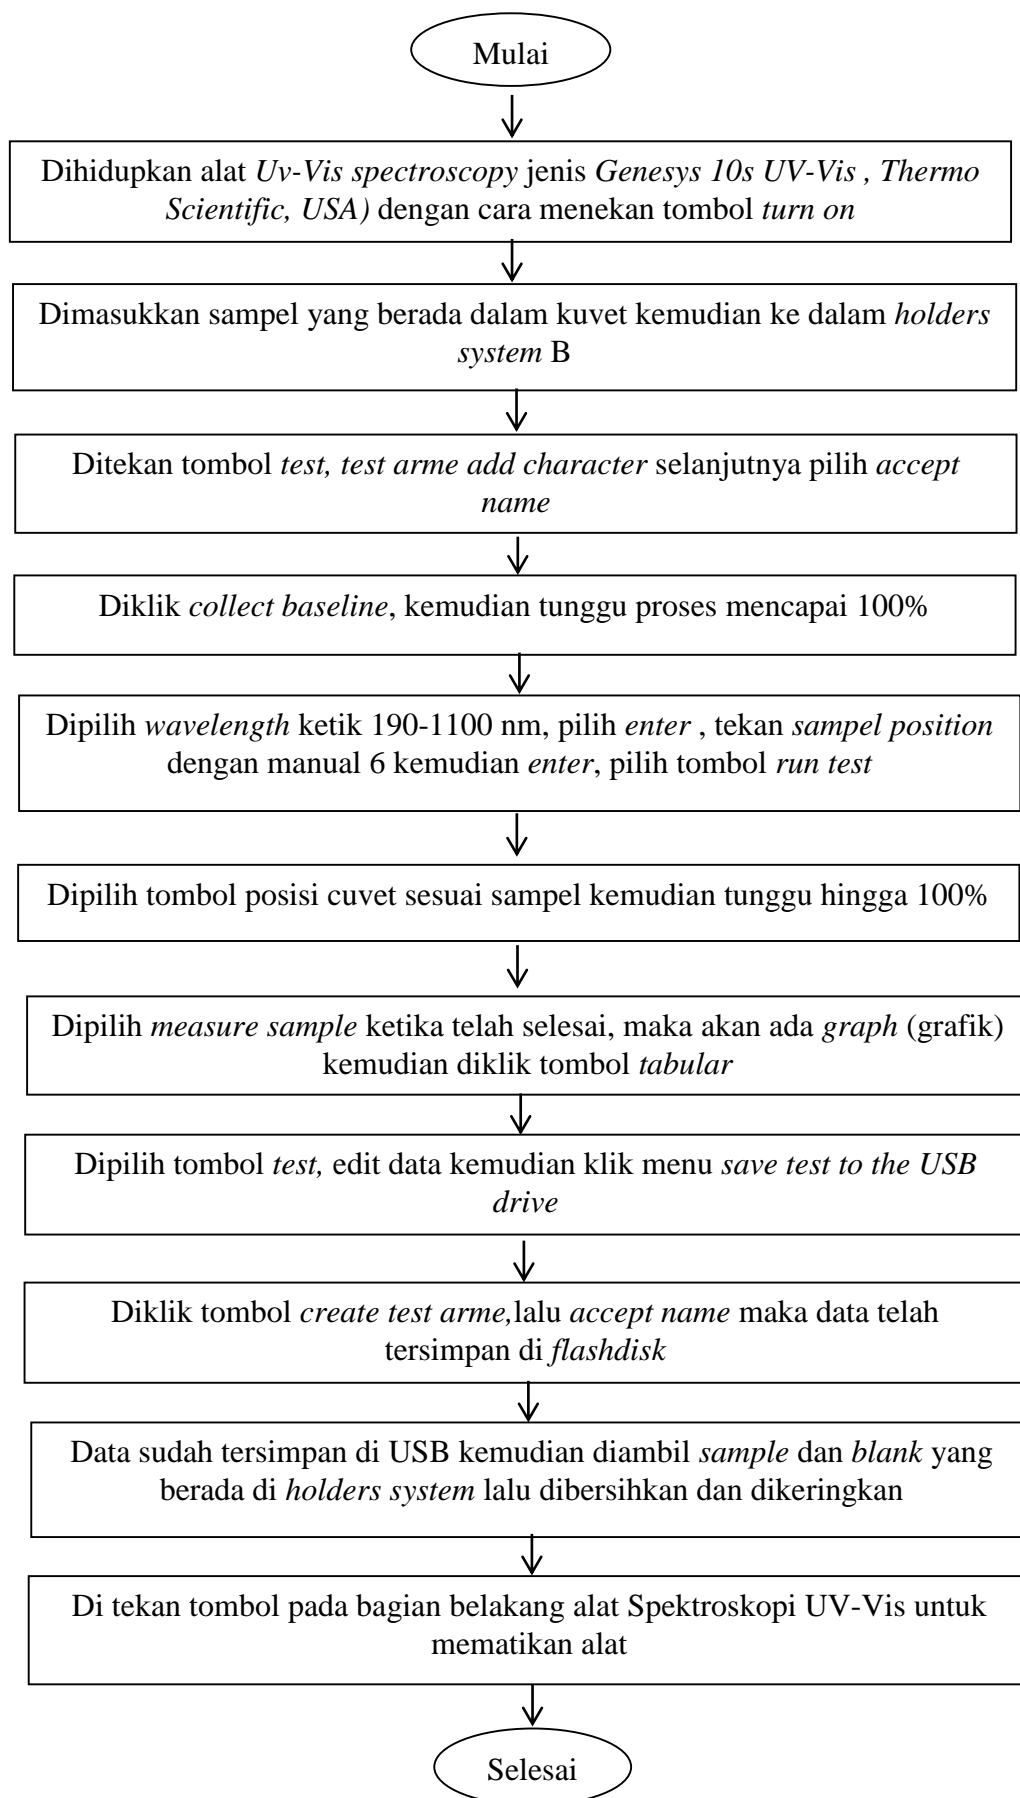 Mulai
Dihidupkan alat Uv-Vis spectroscopy jenis Genesys 10s UV-Vis , Thermo
Scientific, USA) dengan cara menekan tombol turn on
Dimasukkan sampel yang berada dalam kuvet kemudian ke dalam holders
system B
Ditekan tombol test, test arme add character selanjutnya pilih accept
name
Diklik collect baseline, kemudian tunggu proses mencapai 100%
Dipilih wavelength ketik 190-1100 nm, pilih enter , tekan sampel position
dengan manual 6 kemudian enter, pilih tombol run test
Dipilih tombol posisi cuvet sesuai sampel kemudian tunggu hingga 100%
Dipilih measure sample ketika telah selesai, maka akan ada graph (grafik)
kemudian diklik tombol tabular
Dipilih tombol test, edit data kemudian klik menu save test to the USB
drive
Diklik tombol create test arme,lalu accept name maka data telah
tersimpan di flashdisk
Data sudah tersimpan di USB kemudian diambil sample dan blank yang
berada di holders system lalu dibersihkan dan dikeringkan
Di tekan tombol pada bagian belakang alat Spektroskopi UV-Vis untuk
mematikan alat
Selesai